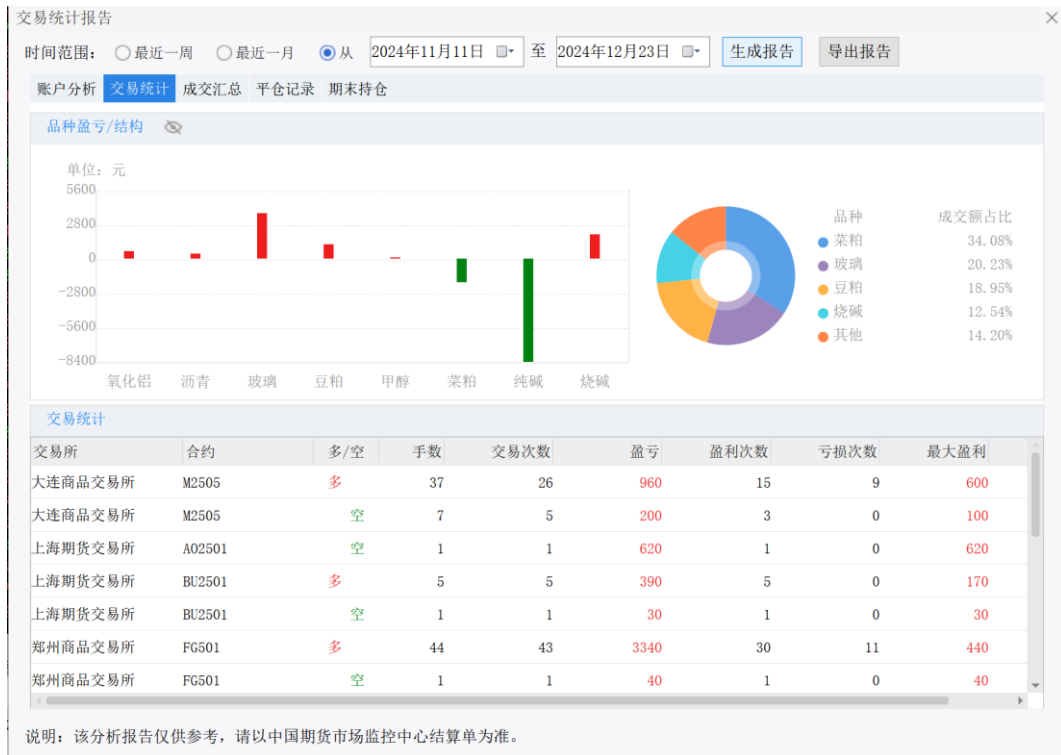 交易统计报告
时间范围： 最近一周 最近一月 从 2024年11月11日 至 2024年12月23日 生成报告 导出报告
账户分析 交易统计 成交汇总 平仓记录 期末持仓
品种盈亏/结构
单位：元
5600
2800
0
-2800
-5600
-8400
氧化铝 沥青 玻璃 豆粕 甲醇 菜粕 纯碱 烧碱
品种 成交额占比
菜粕 34.08%
玻璃 20.23%
豆粕 18.95%
烧碱 12.54%
其他 14.20%
交易统计
交易所 合约 多/空 手数 交易次数 盈亏 盈利次数 亏损次数 最大盈利
大连商品交易所 M2505 多 37 26 960 15 9 600
大连商品交易所 M2505 空 7 5 200 3 0 100
上海期货交易所 AO2501 空 1 1 620 1 0 620
上海期货交易所 BU2501 多 5 5 390 5 0 170
上海期货交易所 BU2501 空 1 1 30 1 0 30
郑州商品交易所 FG501 多 44 43 3340 30 11 440
郑州商品交易所 FG501 空 1 1 40 1 0 40
说明：该分析报告仅供参考，请以中国期货市场监控中心结算单为准。